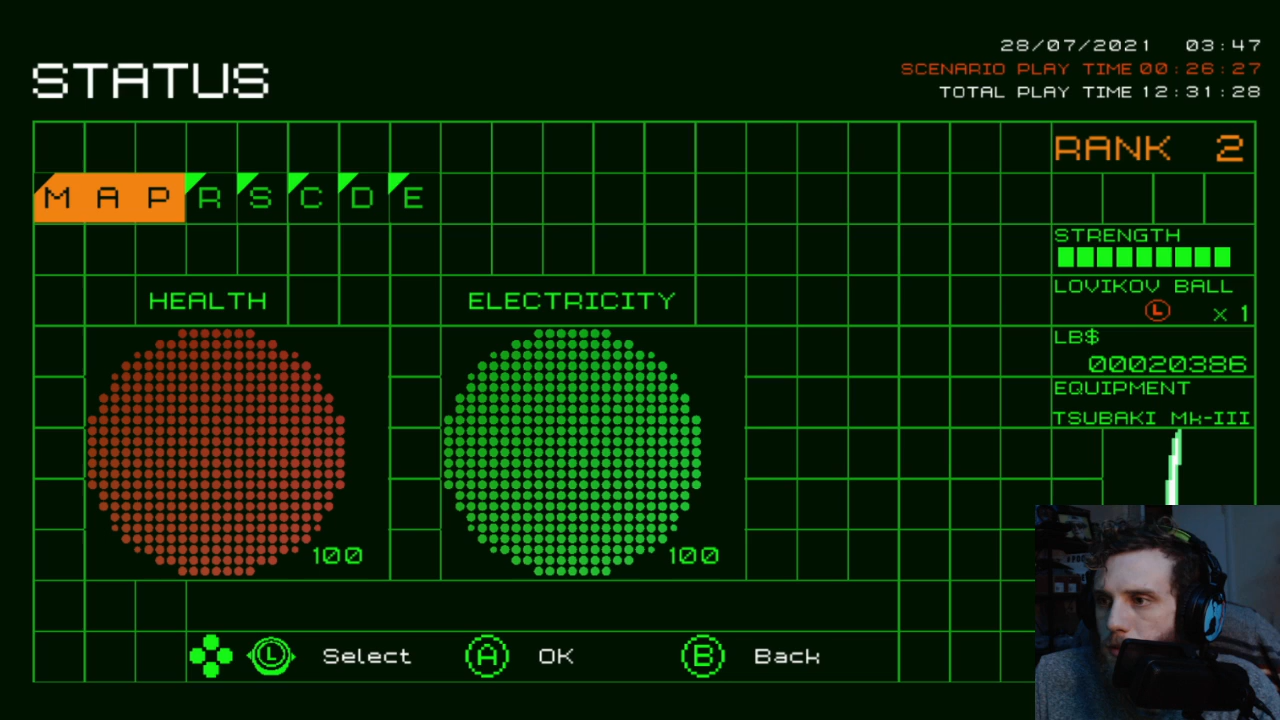 STATUS
28/07/2021 03:47
SCENARIO PLAY TIME 00:26:27
TOTAL PLAY TIME 12:31:28
RANK 2
MAP R S C D E
STRENGTH
LOVIKOV BALL
L x 1
LB$
00020386
EQUIPMENT
TSUBAKI Mk-III
HEALTH
ELECTRICITY
100
100
L Select A OK B Back